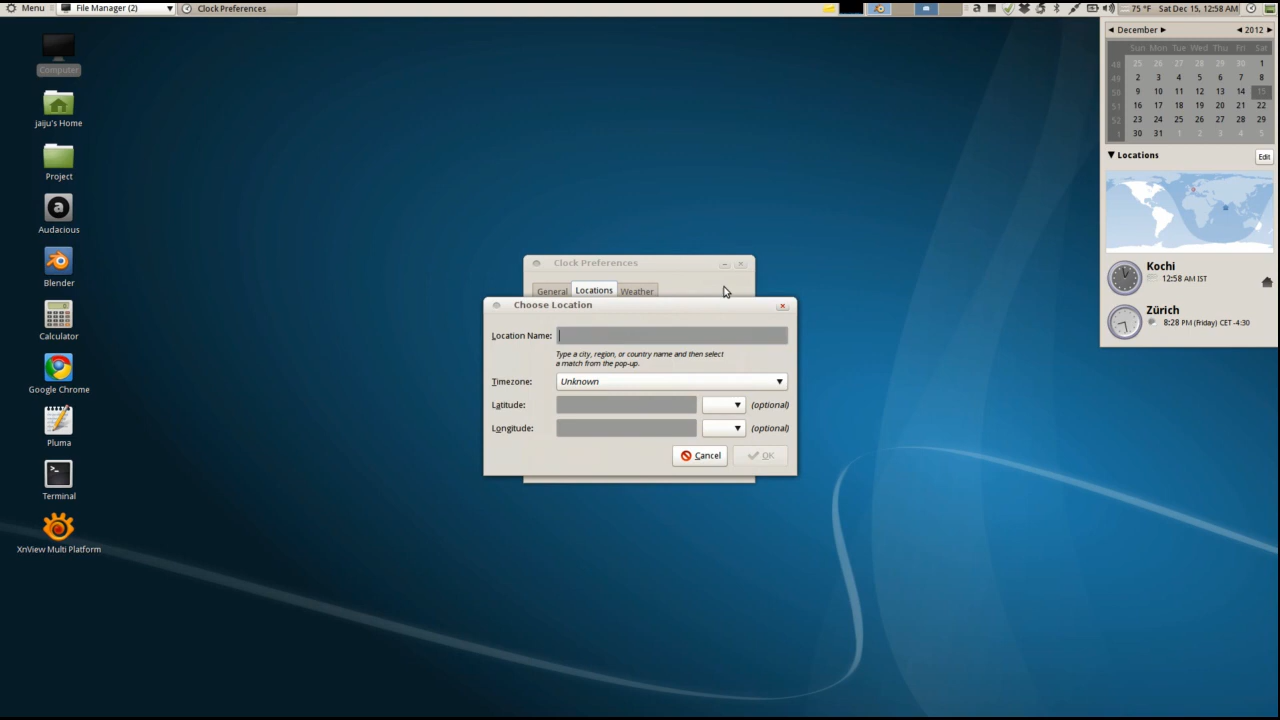 Menu File Manager (2) Clock Preferences 75 °F Sat Dec 15, 12:58 AM
Computer
jaiju's Home
Project
Audacious
Blender
Calculator
Google Chrome
Pluma
Terminal
XnView Multi Platform
Clock Preferences
General Locations Weather
Choose Location
Location Name:
Type a city, region, or country name and then select
a match from the pop-up.
Timezone: Unknown
Latitude: (optional)
Longitude: (optional)
Cancel OK
December 2012
Sun Mon Tue Wed Thu Fri Sat
48 25 26 27 28 29 30 1
49 2 3 4 5 6 7 8
50 9 10 11 12 13 14 15
51 16 17 18 19 20 21 22
52 23 24 25 26 27 28 29
1 30 31 1 2 3 4 5
Locations Edit
Kochi
12:58 AM IST
Zürich
8:28 PM (Friday) CET -4:30